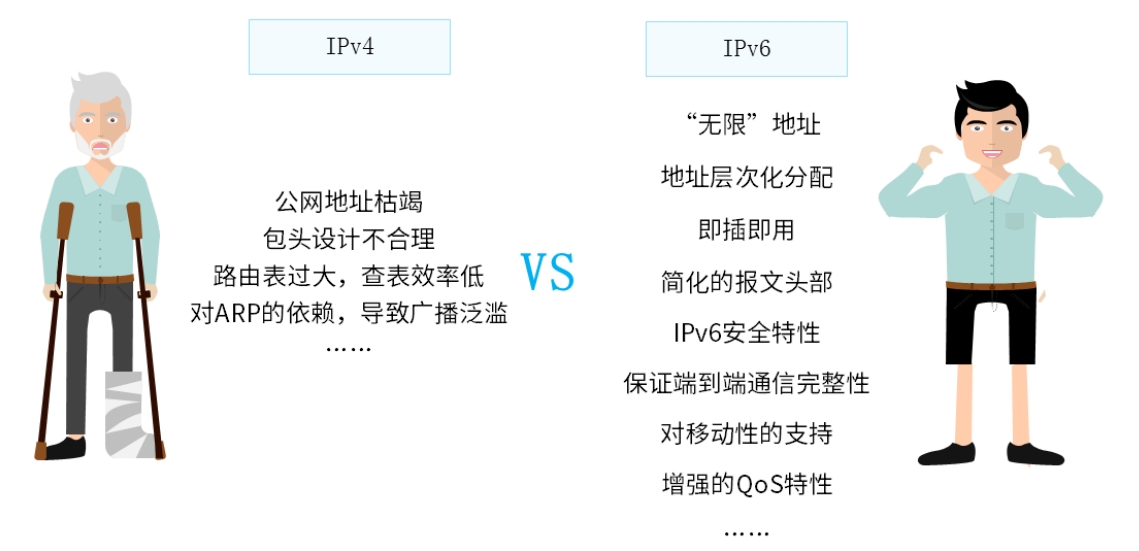 IPv4
公网地址枯竭
包头设计不合理
路由表过大，查表效率低
对ARP的依赖，导致广播泛滥
……
VS
IPv6
“无限”地址
地址层次化分配
即插即用
简化的报文头部
IPv6安全特性
保证端到端通信完整性
对移动性的支持
增强的QoS特性
……